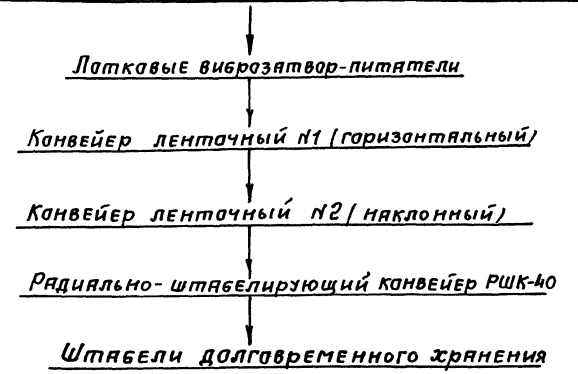 Лотковые виброзатвор-питатели
Конвейер ленточный N1 (горизонтальный)
Конвейер ленточный N2 (наклонный)
Радиально-штабелирующий конвейер РШК-40
Штабели долговременного хранения